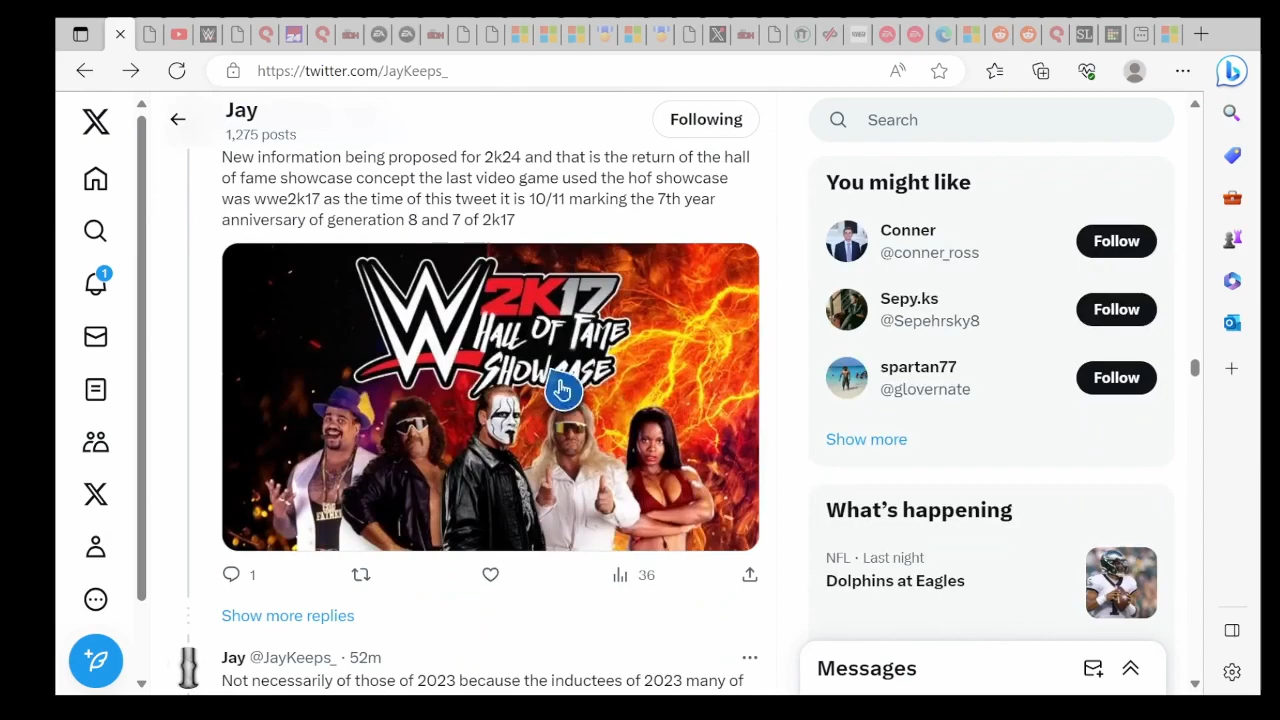 https://twitter.com/JayKeeps_
Jay
1,275 posts
Following
New information being proposed for 2k24 and that is the return of the hall
of fame showcase concept the last video game used the hof showcase
was wwe2k17 as the time of this tweet it is 10/11 marking the 7th year
anniversary of generation 8 and 7 of 2k17
W 2K17
HALL OF FAME
SHOWCASE
1
36
Show more replies
Jay @JayKeeps_ · 52m
Not necessarily of those of 2023 because the inductees of 2023 many of
Search
You might like
Conner
@conner_ross
Follow
Sepy.ks
@Sepehrsky8
Follow
spartan77
@glovernate
Follow
Show more
What's happening
NFL · Last night
Dolphins at Eagles
Messages
1